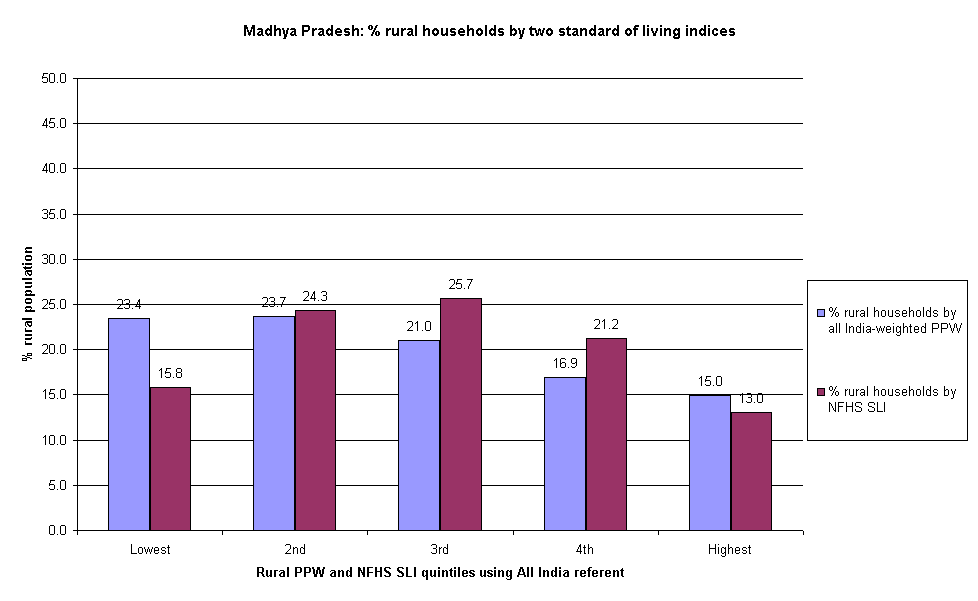 Madhya Pradesh: % rural households by two standard of living indices
50.0
45.0
40.0
35.0
30.0
25.0
20.0
15.0
10.0
5.0
0.0
% rural population
23.4
15.8
23.7
24.3
21.0
25.7
16.9
21.2
15.0
13.0
Lowest
2nd
3rd
4th
Highest
Rural PPW and NFHS SLI quintiles using All India referent
% rural households by
all India-weighted PPW
% rural households by
NFHS SLI